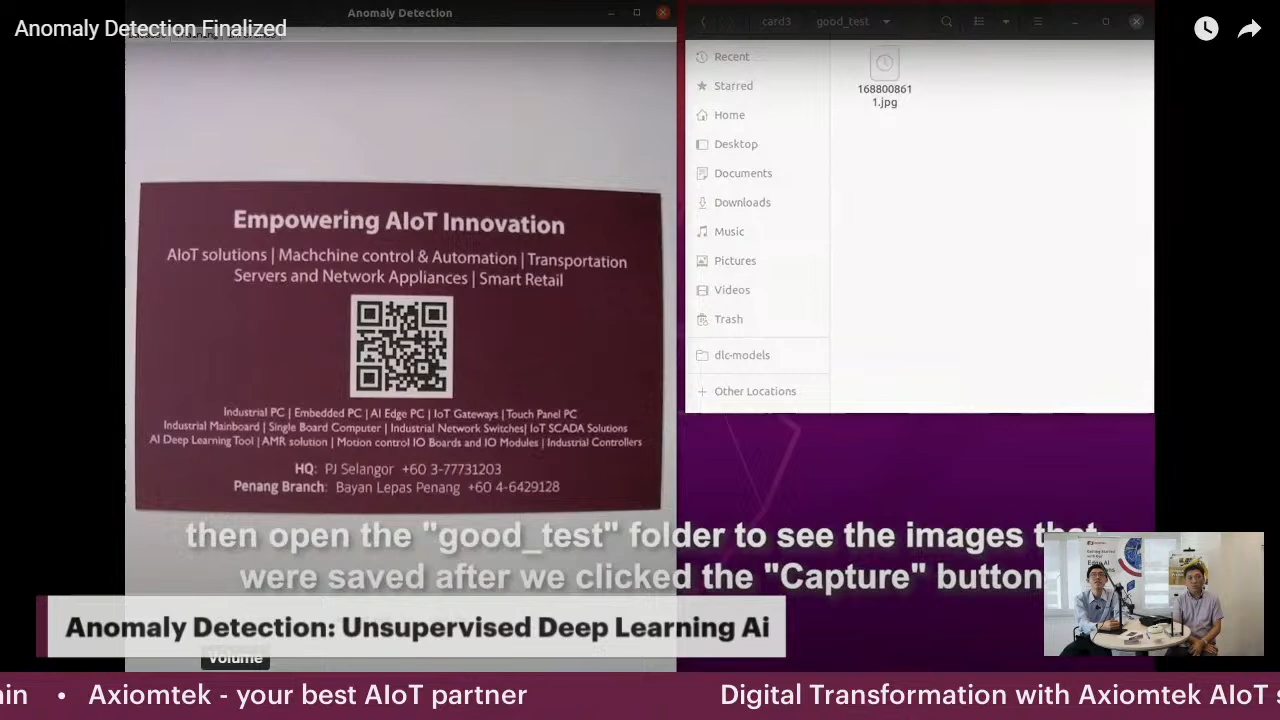 Anomaly Detection
Anomaly Detection Finalized
card3
good_test
Recent
Starred
Home
Desktop
Documents
Downloads
Music
Pictures
Videos
Trash
dlc-models
Other Locations
168800861
1.jpg
Empowering AIoT Innovation
AIoT solutions | Machchine control & Automation | Transportation
Servers and Network Appliances | Smart Retail
Industrial PC | Embedded PC | AI Edge PC | IoT Gateways | Touch Panel PC
Industrial Mainboard | Single Board Computer | Industrial Network Switches| IoT SCADA Solutions
AI Deep Learning Tool | AMR solution | Motion control IO Boards and IO Modules | Industrial Controllers
HQ: PJ Selangor +60 3-77731203
Penang Branch: Bayan Lepas Penang +60 4-6429128
then open the "good_test" folder to see the images that
were saved after we clicked the "Capture" button
Anomaly Detection: Unsupervised Deep Learning Ai
Volume
ain • Axiomtek - your best AIoT partner
Digital Transformation with Axiomtek AIoT s